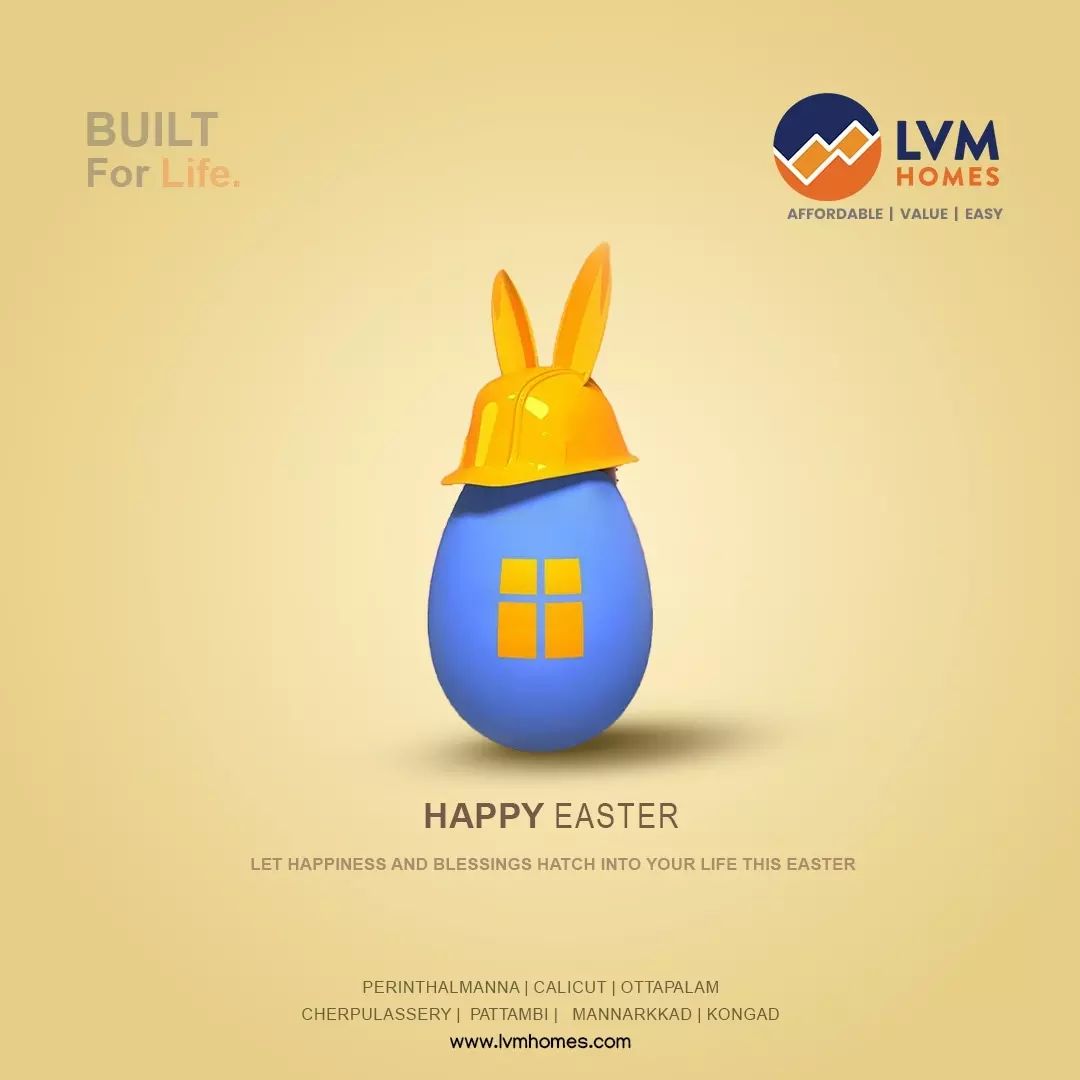 BUILT
For Life.
LVM
HOMES
AFFORDABLE | VALUE | EASY
HAPPY EASTER
LET HAPPINESS AND BLESSINGS HATCH INTO YOUR LIFE THIS EASTER
PERINTHALMANNA | CALICUT | OTTAPALAM
CHERPULASSERY | PATTAMBI | MANNARKKAD | KONGAD
www.lvmhomes.com